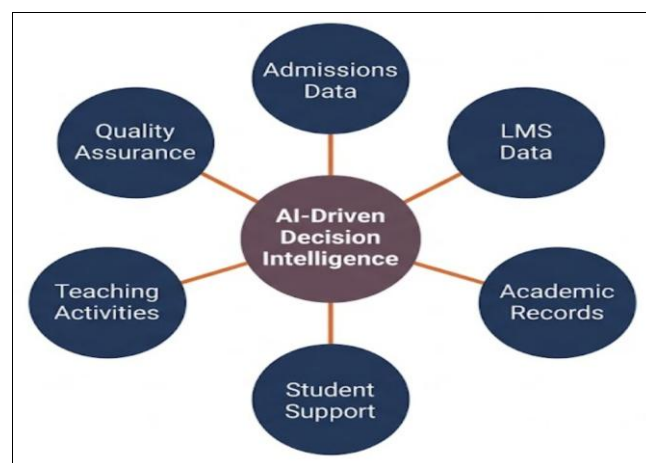 Admissions
Data
Quality
Assurance
LMS
Data
AI-Driven
Decision
Intelligence
Teaching
Activities
Academic
Records
Student
Support